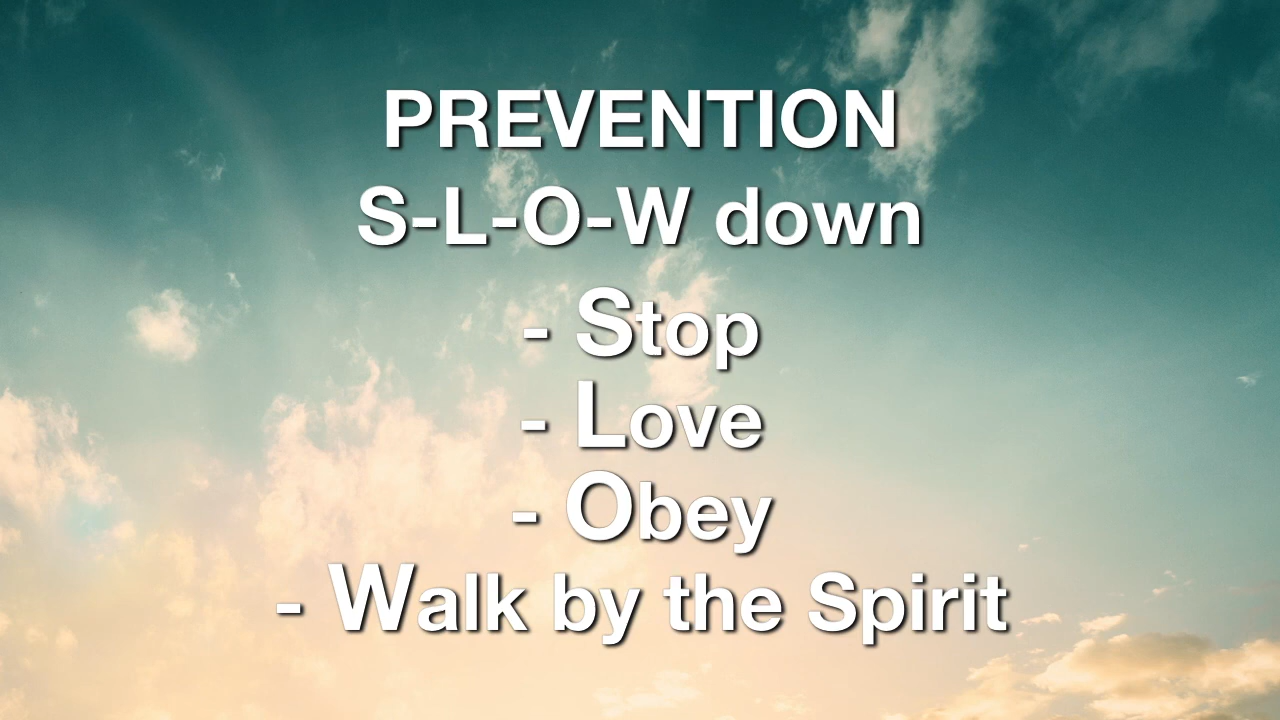 PREVENTION
S-L-O-W down
- Stop
- Love
- Obey
- Walk by the Spirit